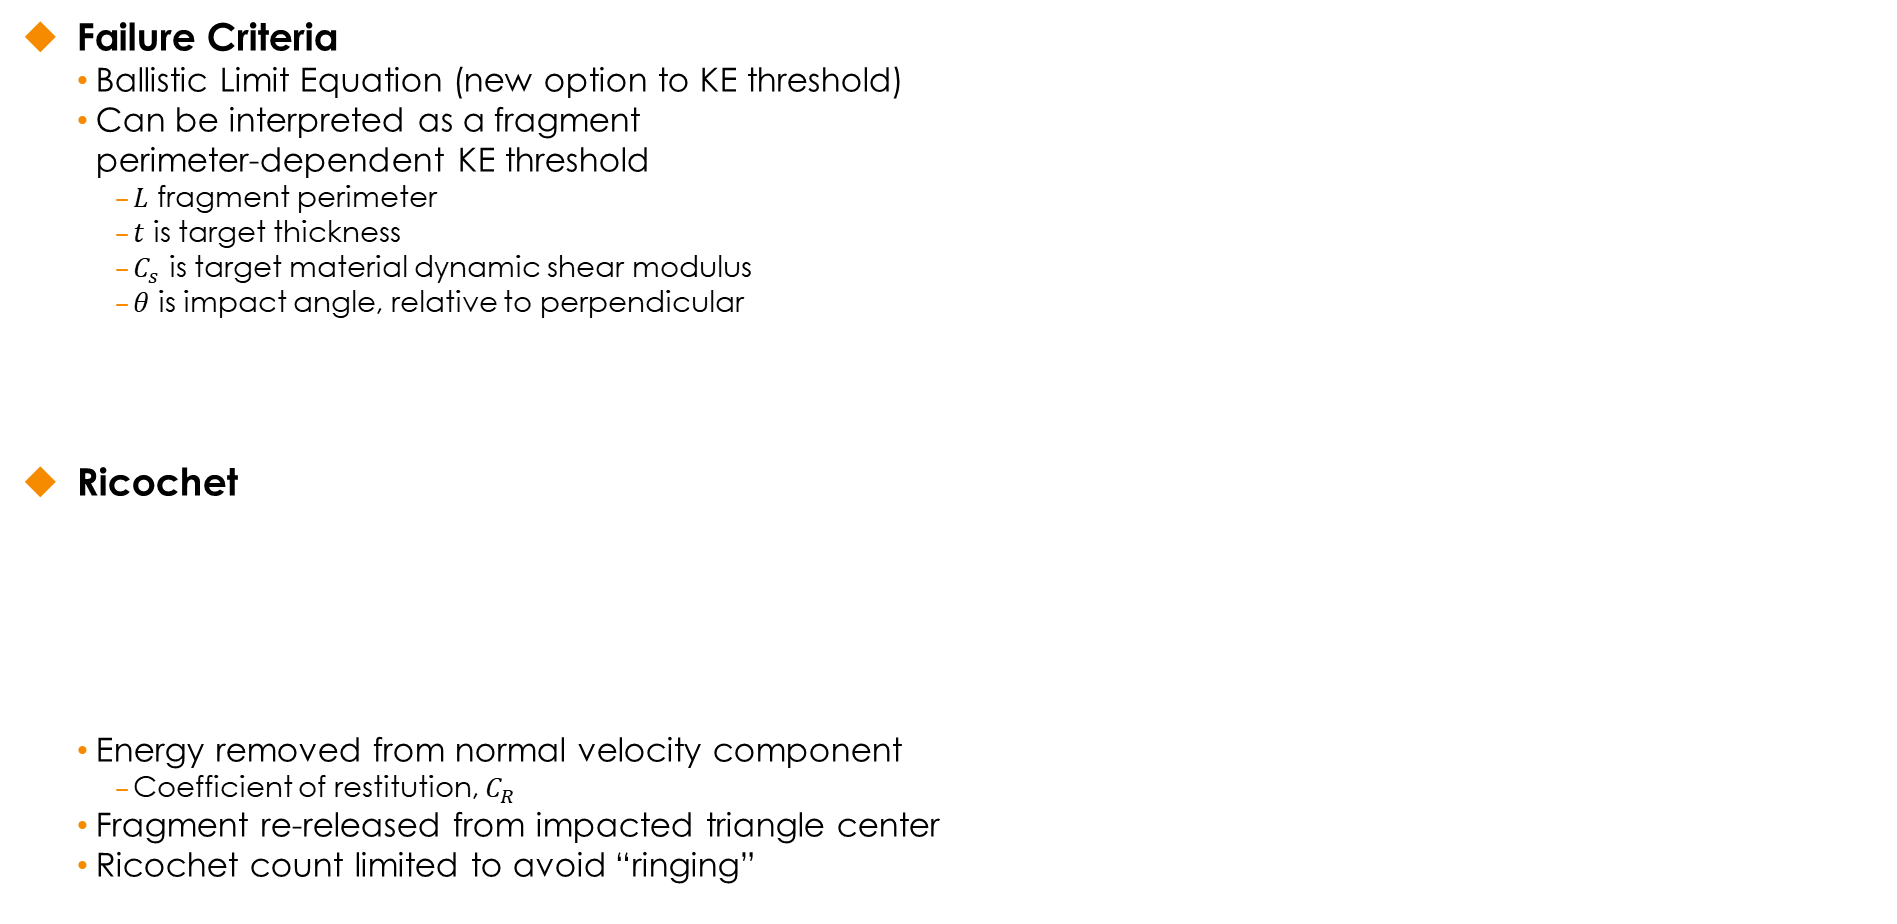 ◆ Failure Criteria
• Ballistic Limit Equation (new option to KE threshold)
• Can be interpreted as a fragment
perimeter-dependent KE threshold
– L fragment perimeter
– t is target thickness
– Cₛ is target material dynamic shear modulus
– θ is impact angle, relative to perpendicular
◆ Ricochet
• Energy removed from normal velocity component
– Coefficient of restitution, C_R
• Fragment re-released from impacted triangle center
• Ricochet count limited to avoid “ringing”